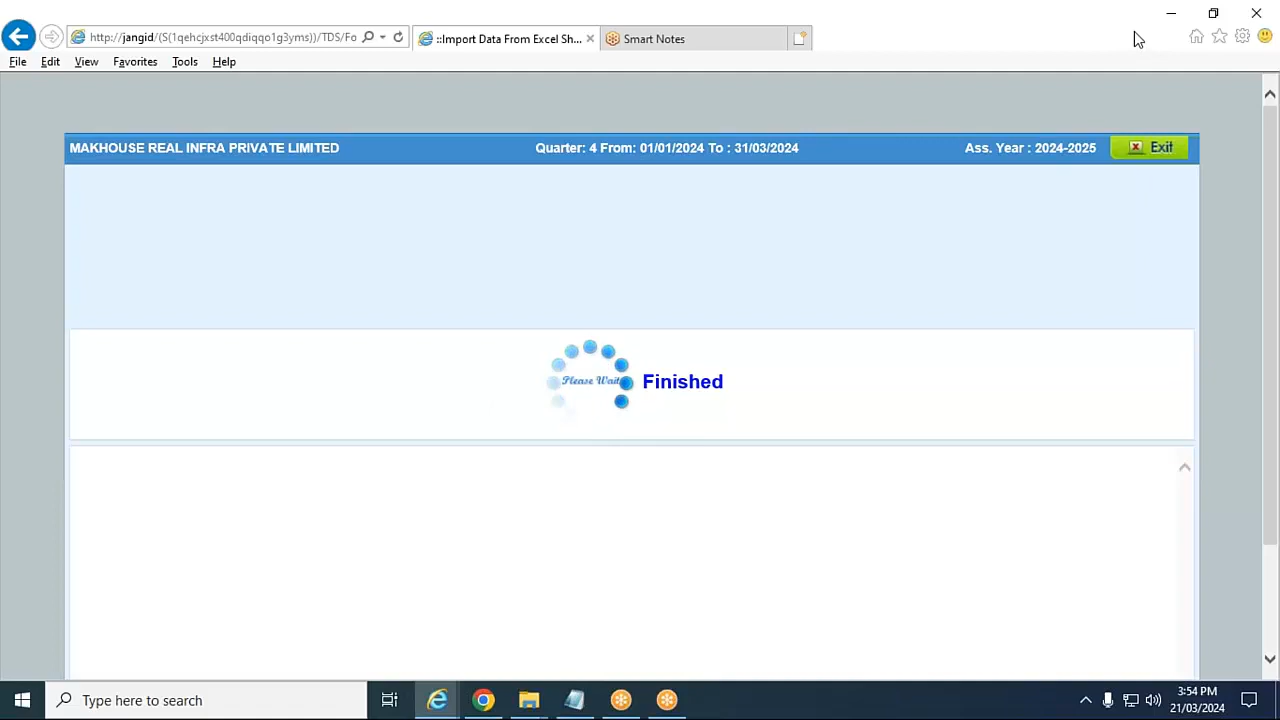 http://jangid/(S(1qehcjxst400qdiqqo1g3yms))/TDS/Fo
::Import Data From Excel Sh...
Smart Notes
File Edit View Favorites Tools Help
MAKHOUSE REAL INFRA PRIVATE LIMITED
Quarter: 4 From: 01/01/2024 To : 31/03/2024
Ass. Year : 2024-2025
Exit
Please Wait
Finished
Type here to search
3:54 PM
21/03/2024